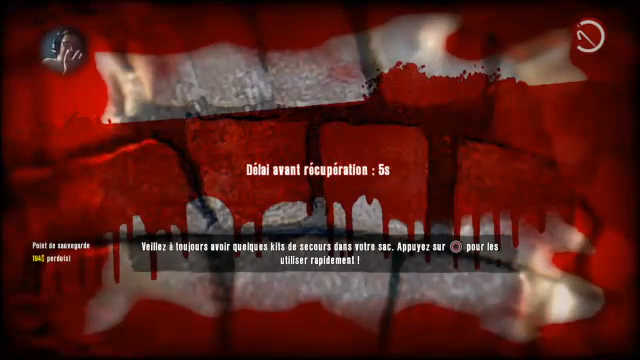 Délai avant récupération : 5s
Point de sauvegarde
194$ perdu(s)
Veillez à toujours avoir quelques kits de secours dans votre sac. Appuyez sur pour les
utiliser rapidement !